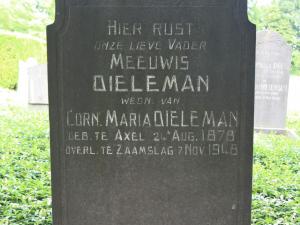 HIER RUST
ONZE LIEVE VADER
MEEUWIS
DIELEMAN
WEDN. VAN
CORN. MARIA DIELEMAN
GEB. TE AXEL 24 AUG. 1878
OVERL. TE ZAAMSLAG 7 NOV. 1948